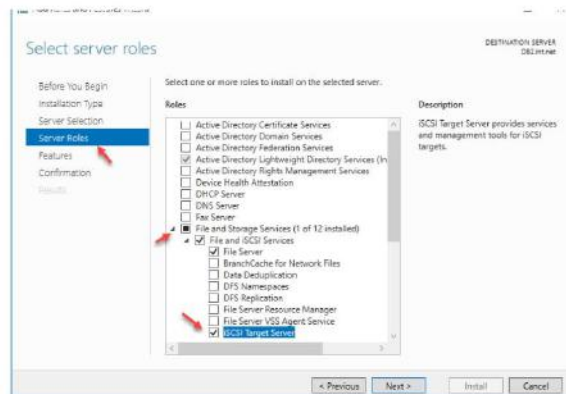 Select server roles
DESTINATION SERVER
DB2.int.net
Before You Begin
Installation Type
Server Selection
Server Roles
Features
Confirmation
Results
Select one or more roles to install on the selected server.
Roles
Active Directory Certificate Services
Active Directory Domain Services
Active Directory Federation Services
Active Directory Lightweight Directory Services (In
Active Directory Rights Management Services
Device Health Attestation
DHCP Server
DNS Server
Fax Server
File and Storage Services (1 of 12 installed)
File and iSCSI Services
File Server
BranchCache for Network Files
Data Deduplication
DFS Namespaces
DFS Replication
File Server Resource Manager
File Server VSS Agent Service
iSCSI Target Server
Description
iSCSI Target Server provides services
and management tools for iSCSI
targets.
< Previous
Next >
Install
Cancel